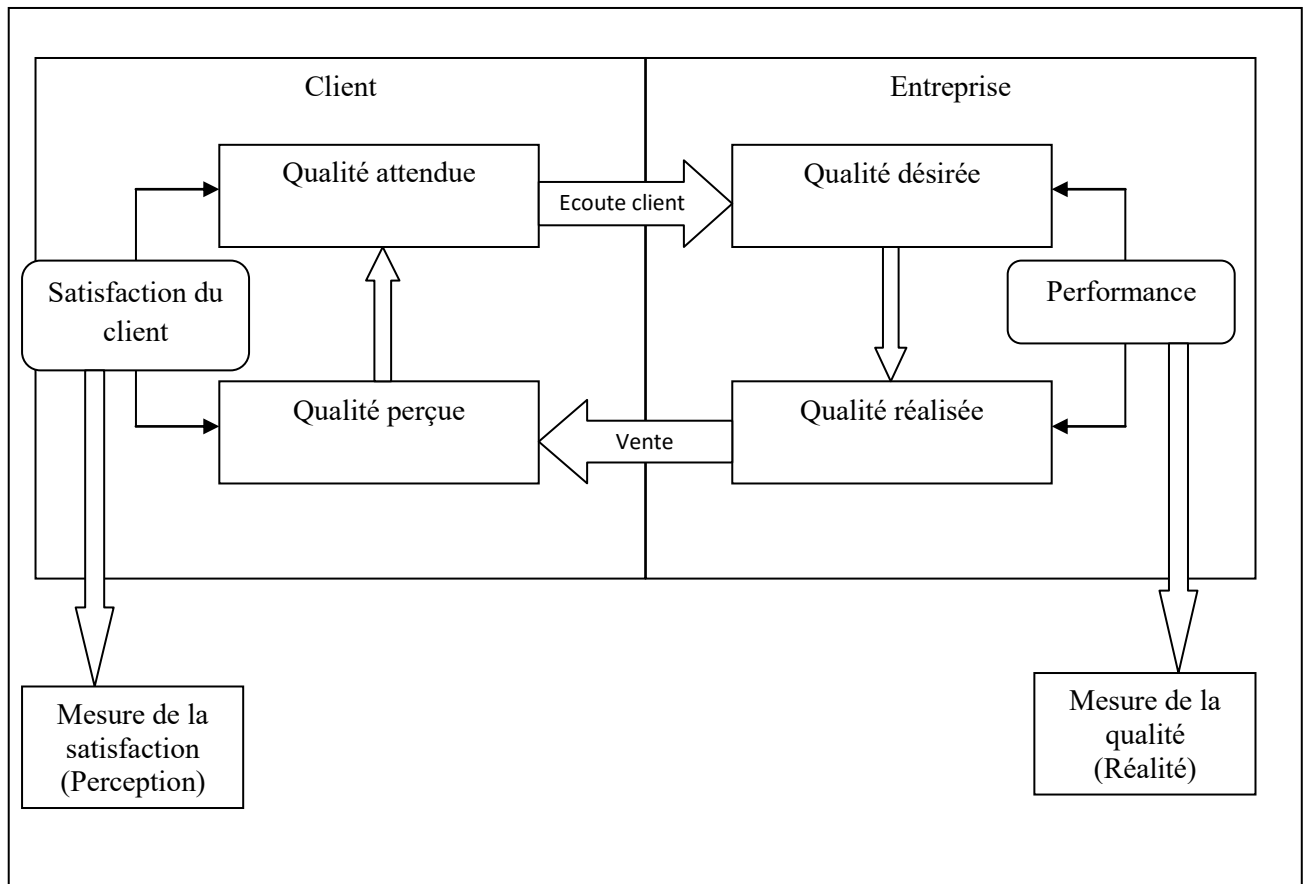 Client
Entreprise
Qualité attendue
Ecoute client
Qualité désirée
Satisfaction du
client
Performance
Qualité perçue
Vente
Qualité réalisée
Mesure de la
satisfaction
(Perception)
Mesure de la
qualité
(Réalité)